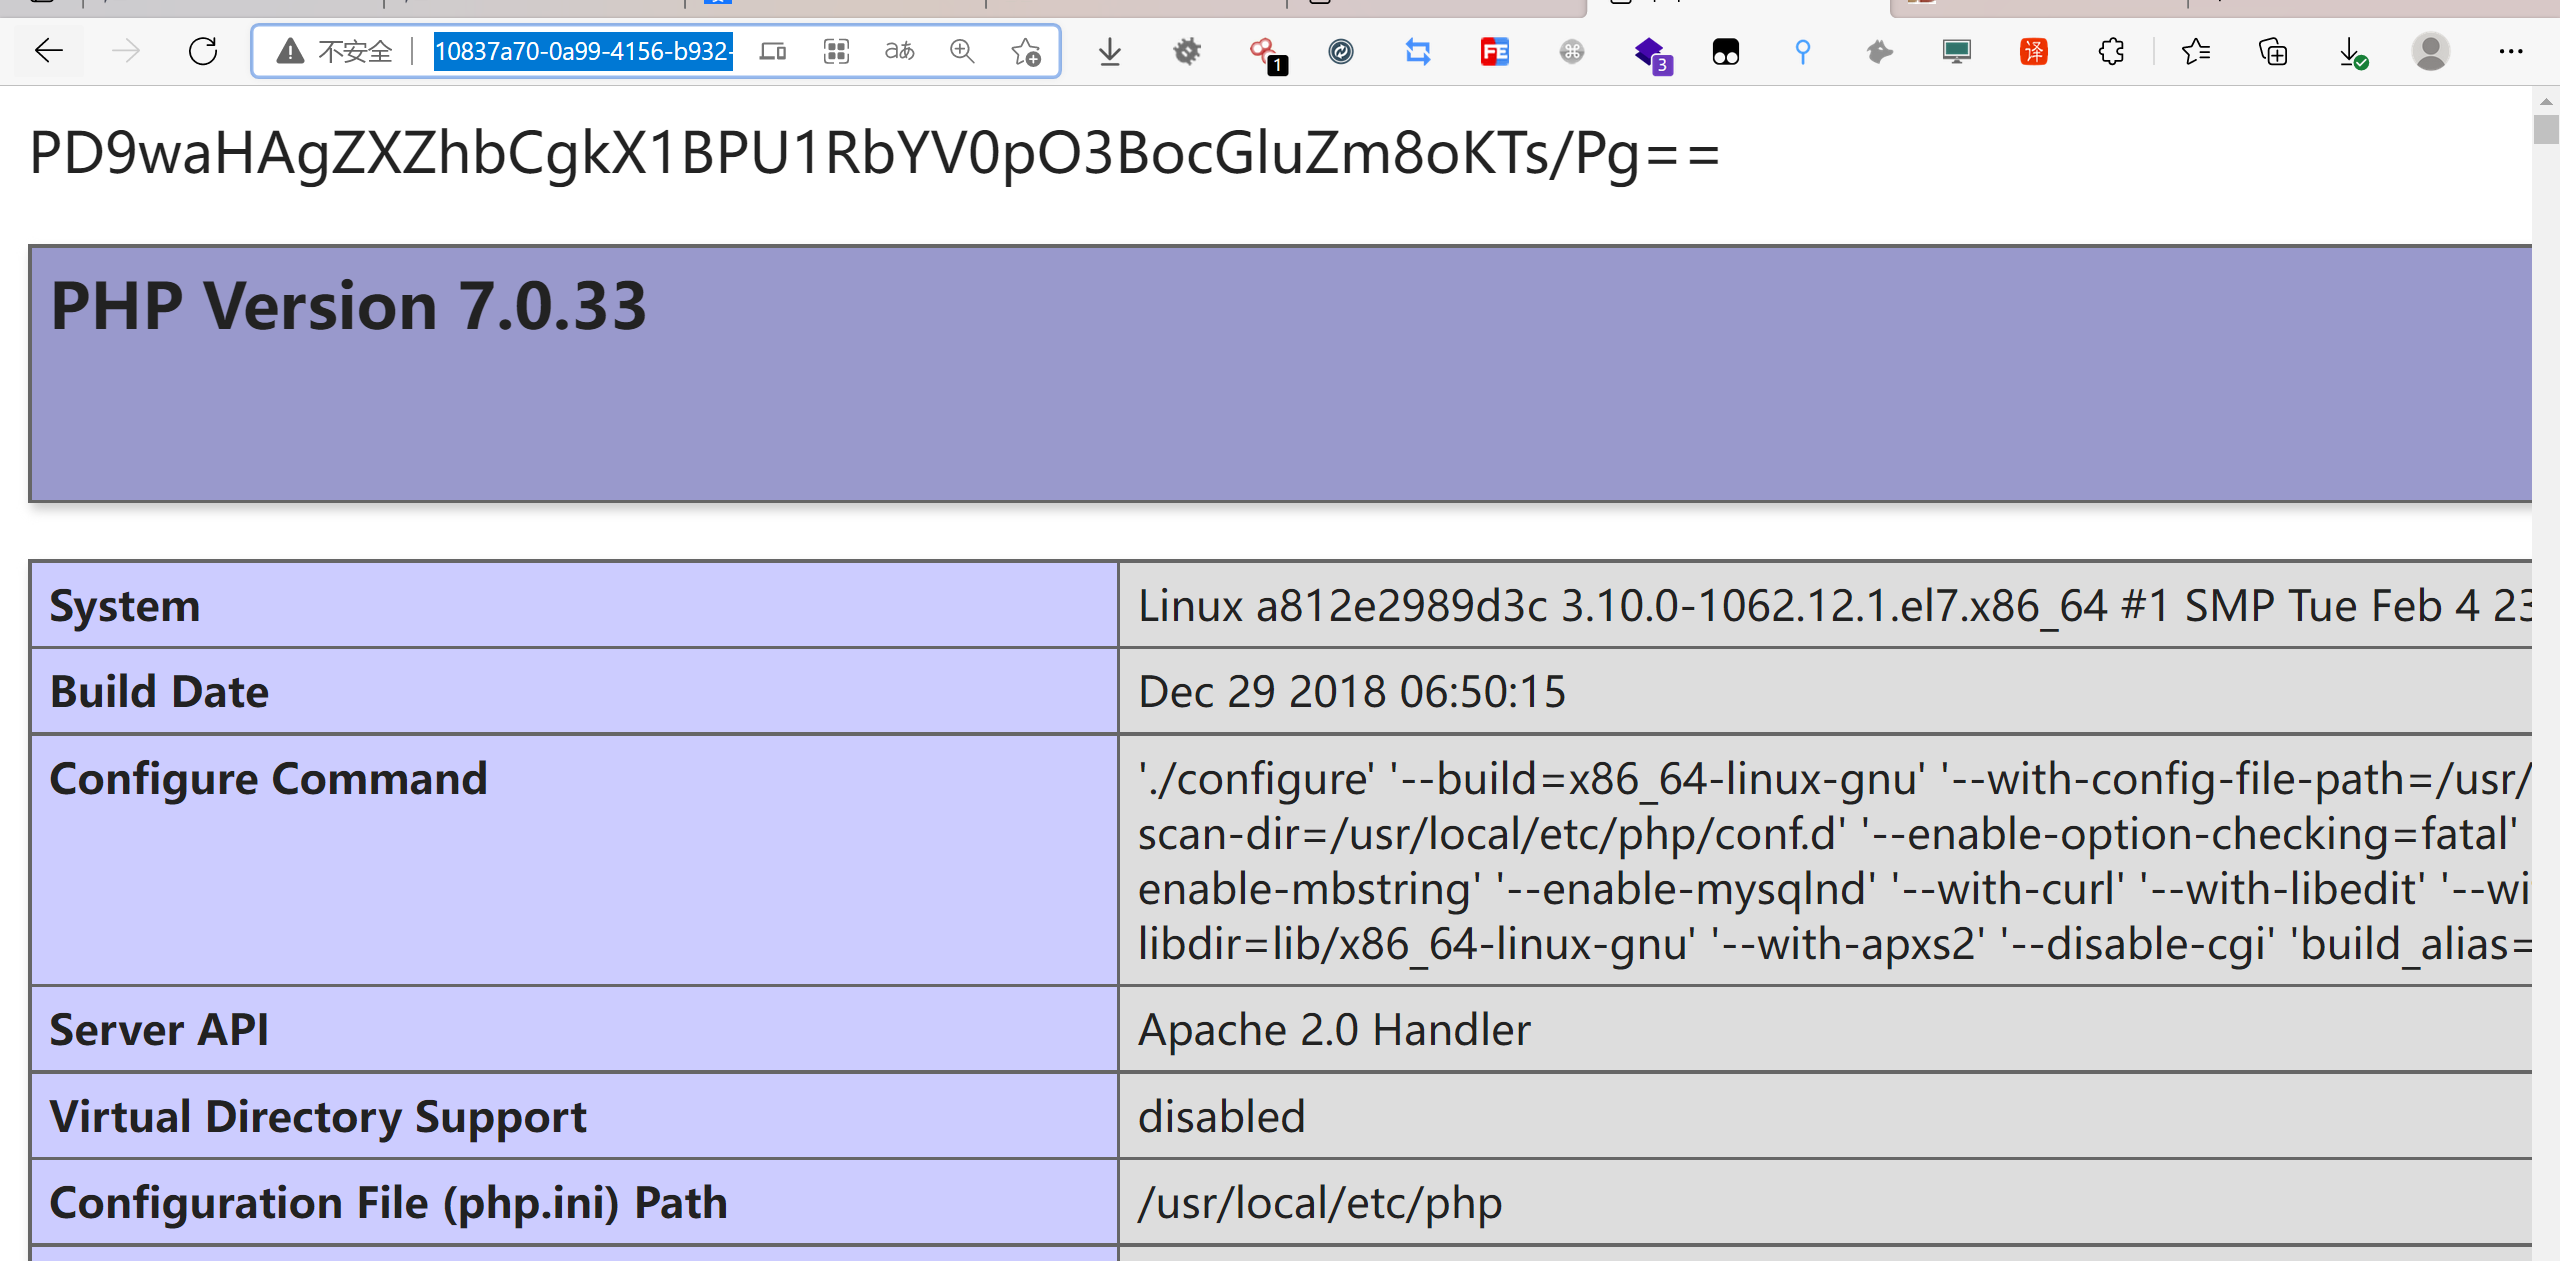 不安全
10837a70-0a99-4156-b932-
1
3
译
PD9waHAgZXZhbCgkX1BPU1RbYV0pO3BocGluZm8oKTs/Pg==
PHP Version 7.0.33
System
Linux a812e2989d3c 3.10.0-1062.12.1.el7.x86_64 #1 SMP Tue Feb 4 23
Build Date
Dec 29 2018 06:50:15
Configure Command
'./configure' '--build=x86_64-linux-gnu' '--with-config-file-path=/usr/
scan-dir=/usr/local/etc/php/conf.d' '--enable-option-checking=fatal'
enable-mbstring' '--enable-mysqlnd' '--with-curl' '--with-libedit' '--wi
libdir=lib/x86_64-linux-gnu' '--with-apxs2' '--disable-cgi' 'build_alias=
Server API
Apache 2.0 Handler
Virtual Directory Support
disabled
Configuration File (php.ini) Path
/usr/local/etc/php